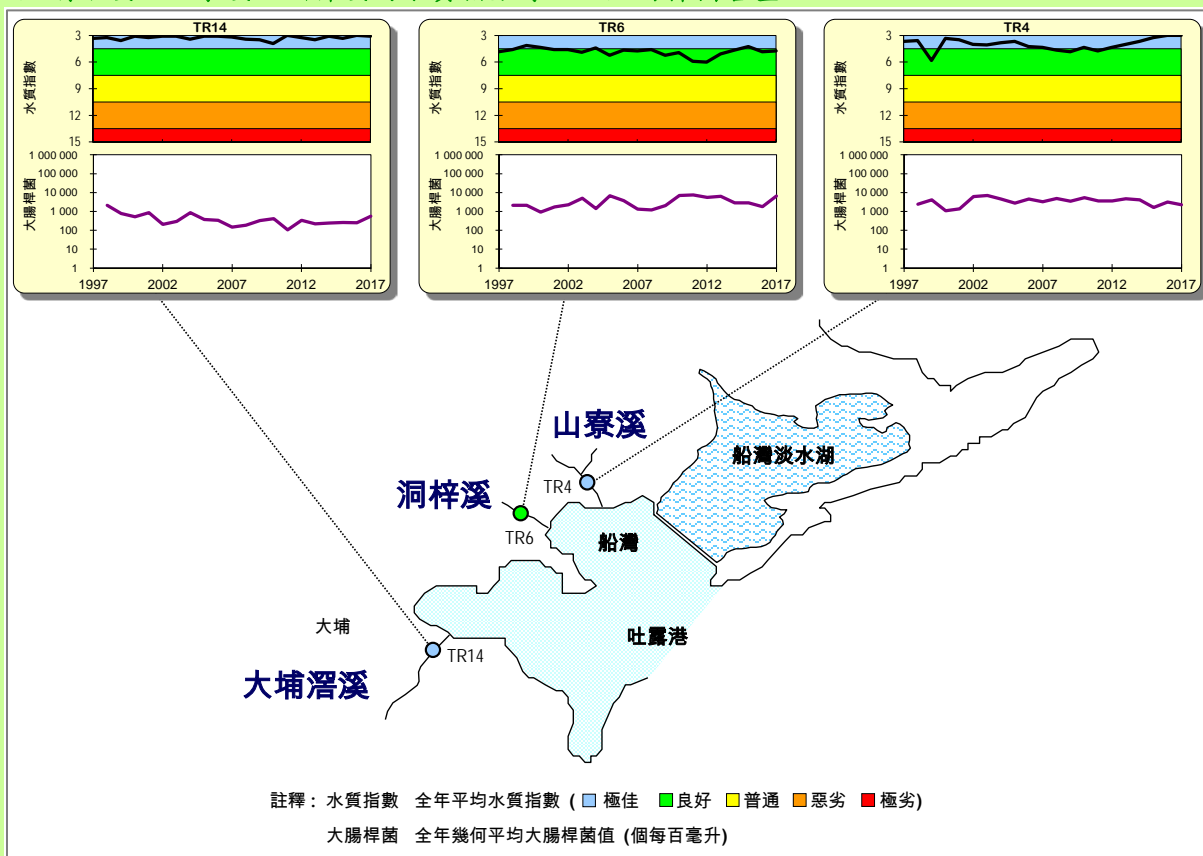 TR14
TR6
TR4
水質指數
3
6
9
12
15
水質指數
3
6
9
12
15
水質指數
3
6
9
12
15
大腸桿菌
1 000 000
100 000
10 000
1 000
100
10
1
大腸桿菌
1 000 000
100 000
10 000
1 000
100
10
1
大腸桿菌
1 000 000
100 000
10 000
1 000
100
10
1
1997 2002 2007 2012 2017
1997 2002 2007 2012 2017
1997 2002 2007 2012 2017
山寮溪
船灣淡水湖
TR4
洞梓溪
TR6
船灣
大埔
吐露港
TR14
大埔滘溪
註釋： 水質指數 全年平均水質指數 ( 極佳 良好 普通 惡劣 極劣)
大腸桿菌 全年幾何平均大腸桿菌值 (個每百毫升)